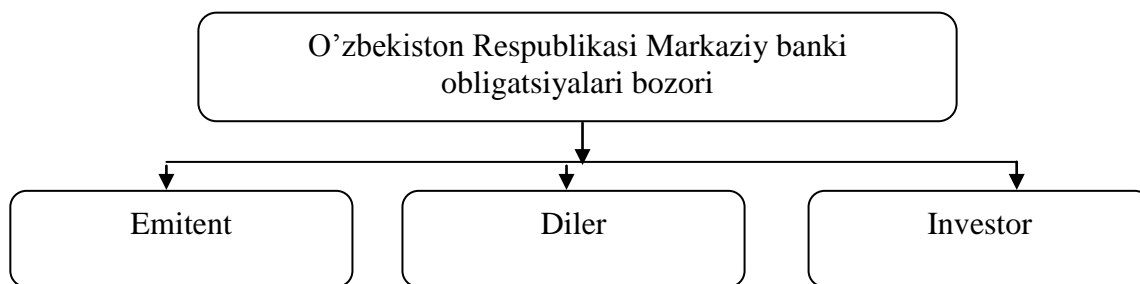 O’zbekiston Respublikasi Markaziy banki
obligatsiyalari bozori
Emitent
Diler
Investor